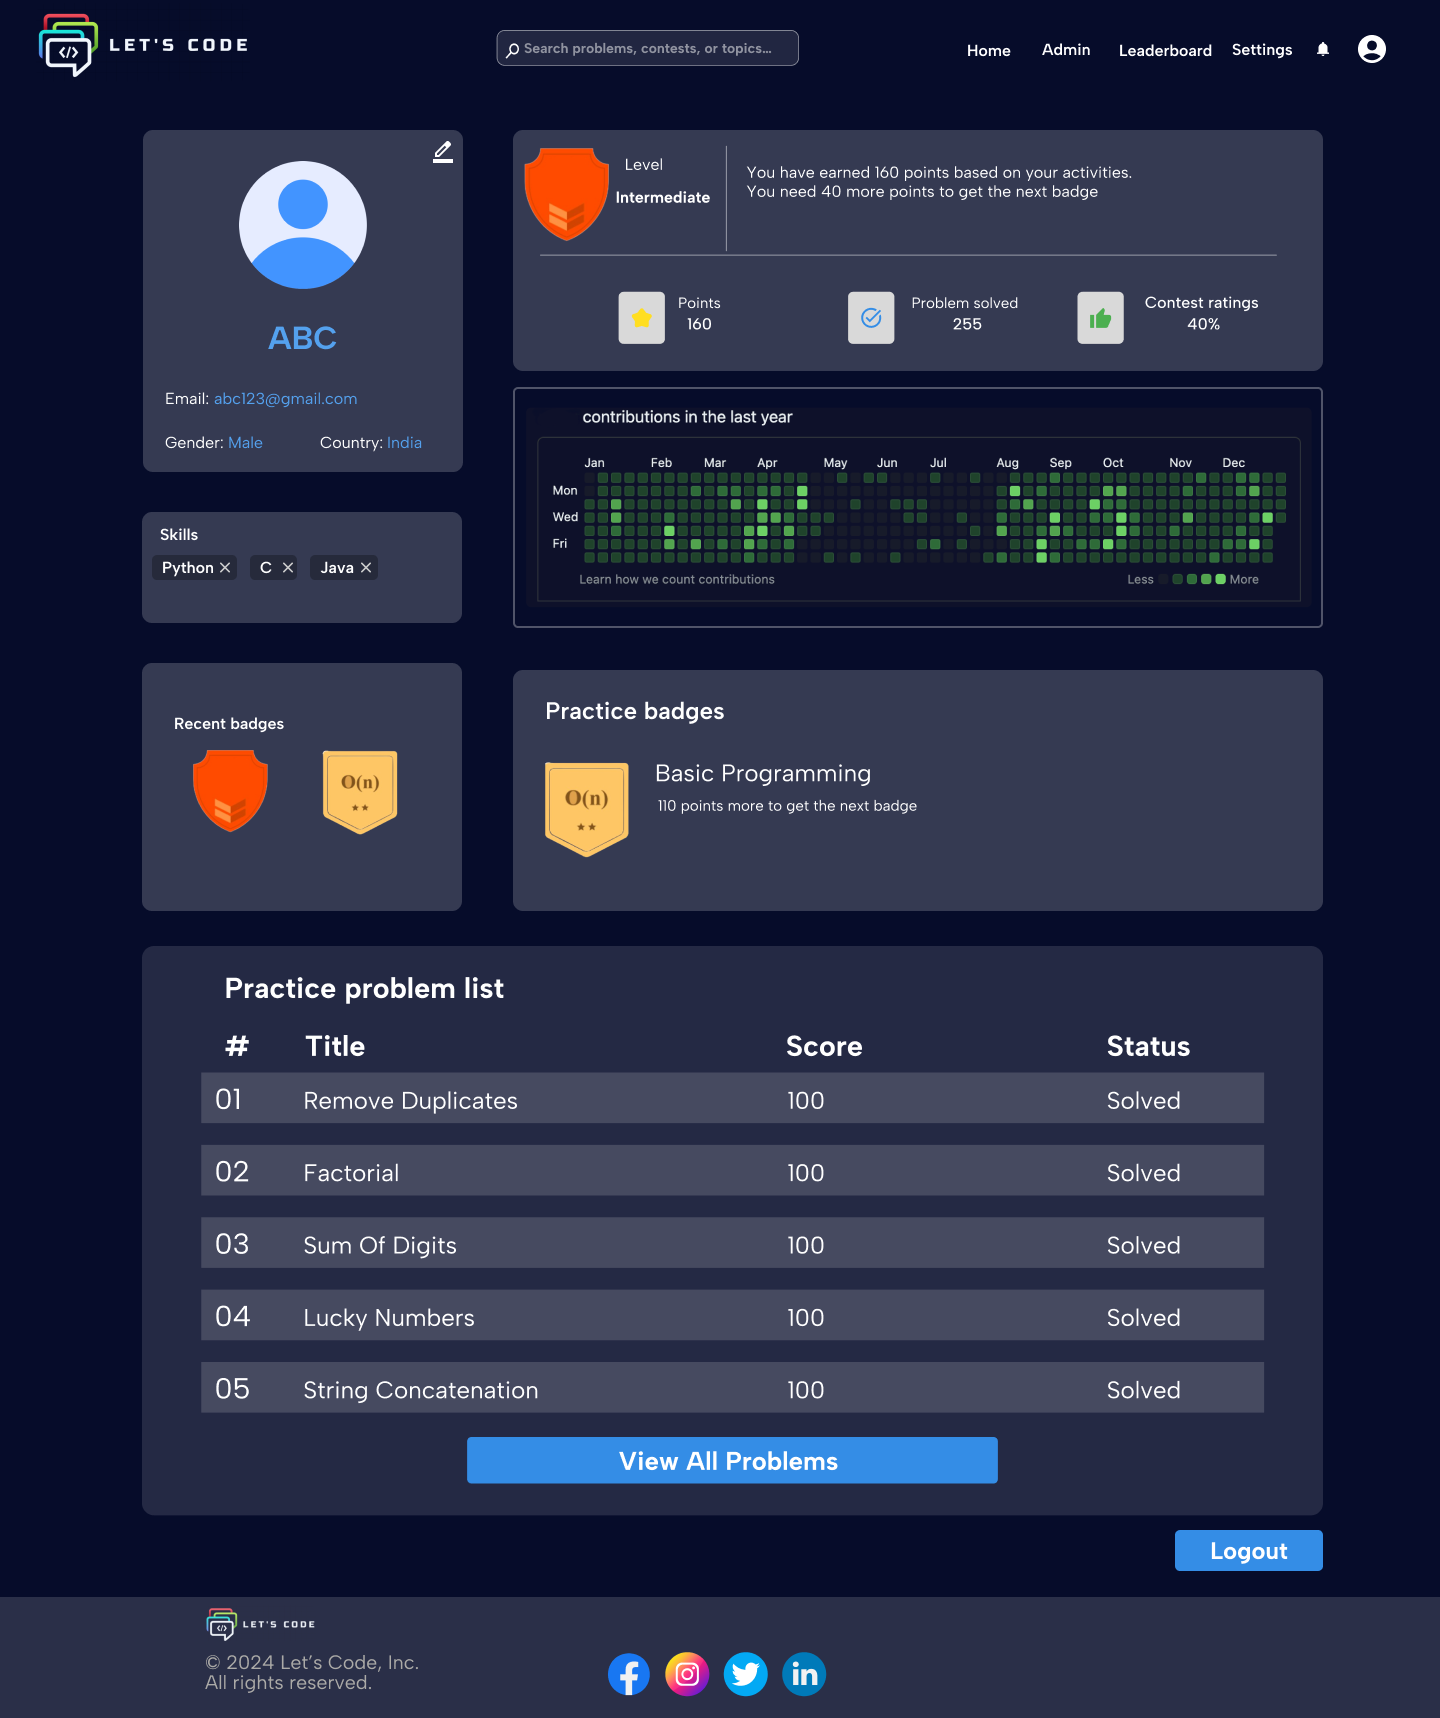 LET'S CODE
Search problems, contests, or topics...
Home
Admin
Leaderboard
Settings
ABC
Email: abc123@gmail.com
Gender: Male
Country: India
Level
Intermediate
You have earned 160 points based on your activities.
You need 40 more points to get the next badge
Points
160
Problem solved
255
Contest ratings
40%
contributions in the last year
Jan Feb Mar Apr May Jun Jul Aug Sep Oct Nov Dec
Mon
Wed
Fri
Learn how we count contributions
Less
More
Skills
Python
C
Java
Recent badges
O(n)
Practice badges
O(n)
Basic Programming
110 points more to get the next badge
Practice problem list
# Title Score Status
01 Remove Duplicates 100 Solved
02 Factorial 100 Solved
03 Sum Of Digits 100 Solved
04 Lucky Numbers 100 Solved
05 String Concatenation 100 Solved
View All Problems
Logout
LET'S CODE
© 2024 Let's Code, Inc.
All rights reserved.